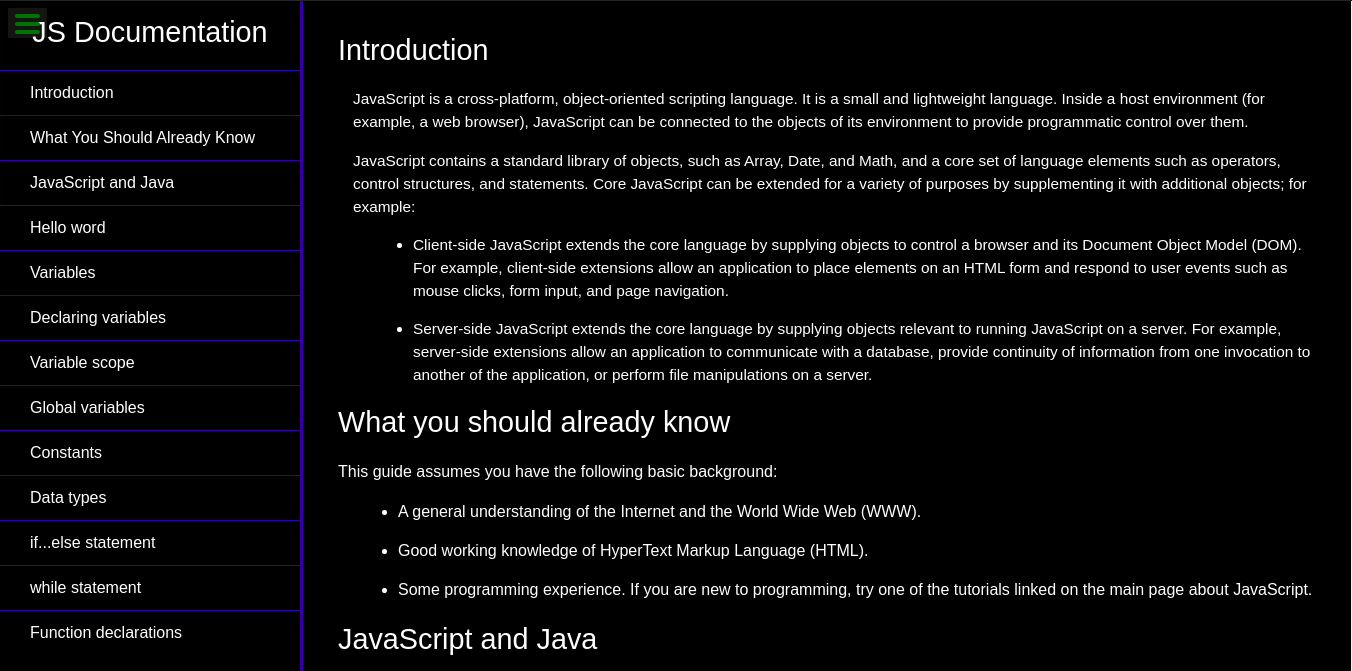 JS Documentation
Introduction
What You Should Already Know
JavaScript and Java
Hello word
Variables
Declaring variables
Variable scope
Global variables
Constants
Data types
if...else statement
while statement
Function declarations
Introduction
JavaScript is a cross-platform, object-oriented scripting language. It is a small and lightweight language. Inside a host environment (for
example, a web browser), JavaScript can be connected to the objects of its environment to provide programmatic control over them.
JavaScript contains a standard library of objects, such as Array, Date, and Math, and a core set of language elements such as operators,
control structures, and statements. Core JavaScript can be extended for a variety of purposes by supplementing it with additional objects; for
example:
• Client-side JavaScript extends the core language by supplying objects to control a browser and its Document Object Model (DOM).
For example, client-side extensions allow an application to place elements on an HTML form and respond to user events such as
mouse clicks, form input, and page navigation.
• Server-side JavaScript extends the core language by supplying objects relevant to running JavaScript on a server. For example,
server-side extensions allow an application to communicate with a database, provide continuity of information from one invocation to
another of the application, or perform file manipulations on a server.
What you should already know
This guide assumes you have the following basic background:
• A general understanding of the Internet and the World Wide Web (WWW).
• Good working knowledge of HyperText Markup Language (HTML).
• Some programming experience. If you are new to programming, try one of the tutorials linked on the main page about JavaScript.
JavaScript and Java